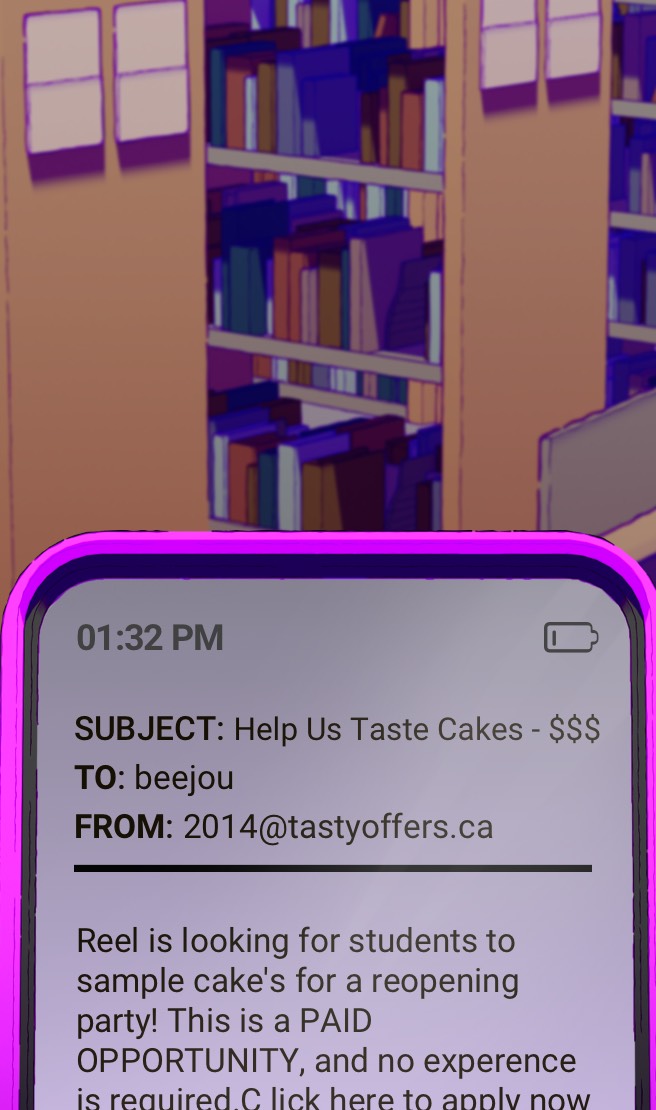 01:32 PM
SUBJECT: Help Us Taste Cakes - $$$
TO: beejou
FROM: 2014@tastyoffers.ca
Reel is looking for students to
sample cake's for a reopening
party! This is a PAID
OPPORTUNITY, and no experence
is required.C lick here to apply now